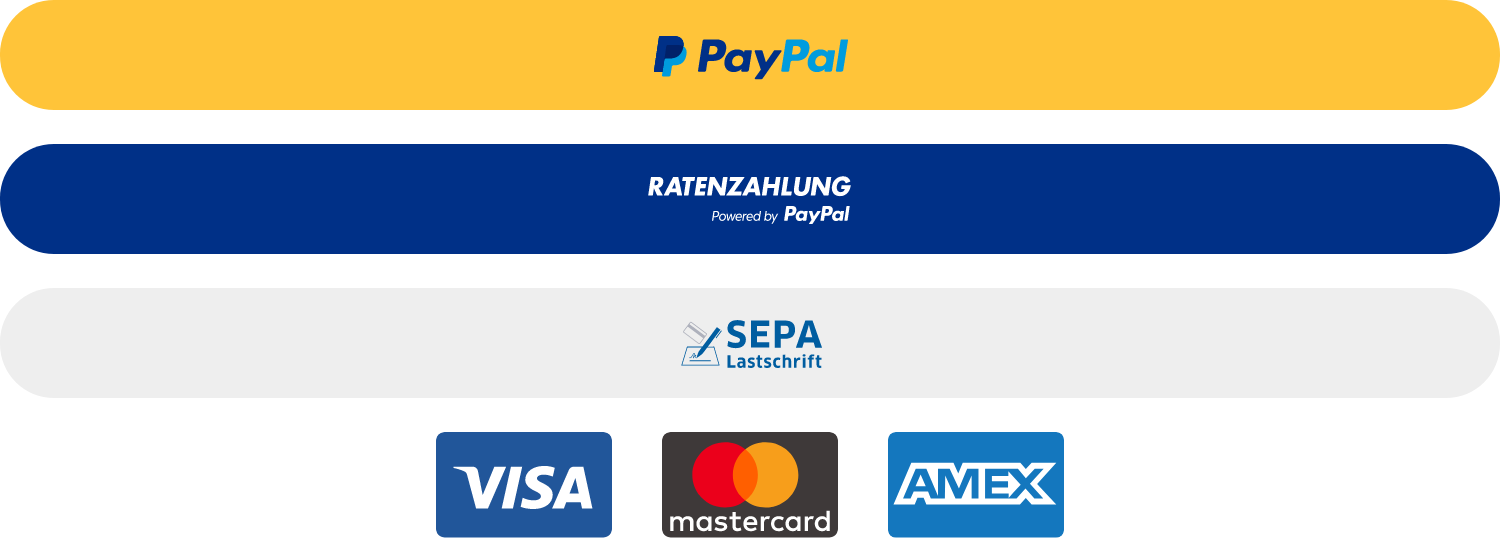 PayPal
RATENZAHLUNG
Powered by PayPal
SEPA
Lastschrift
VISA
mastercard
AMEX